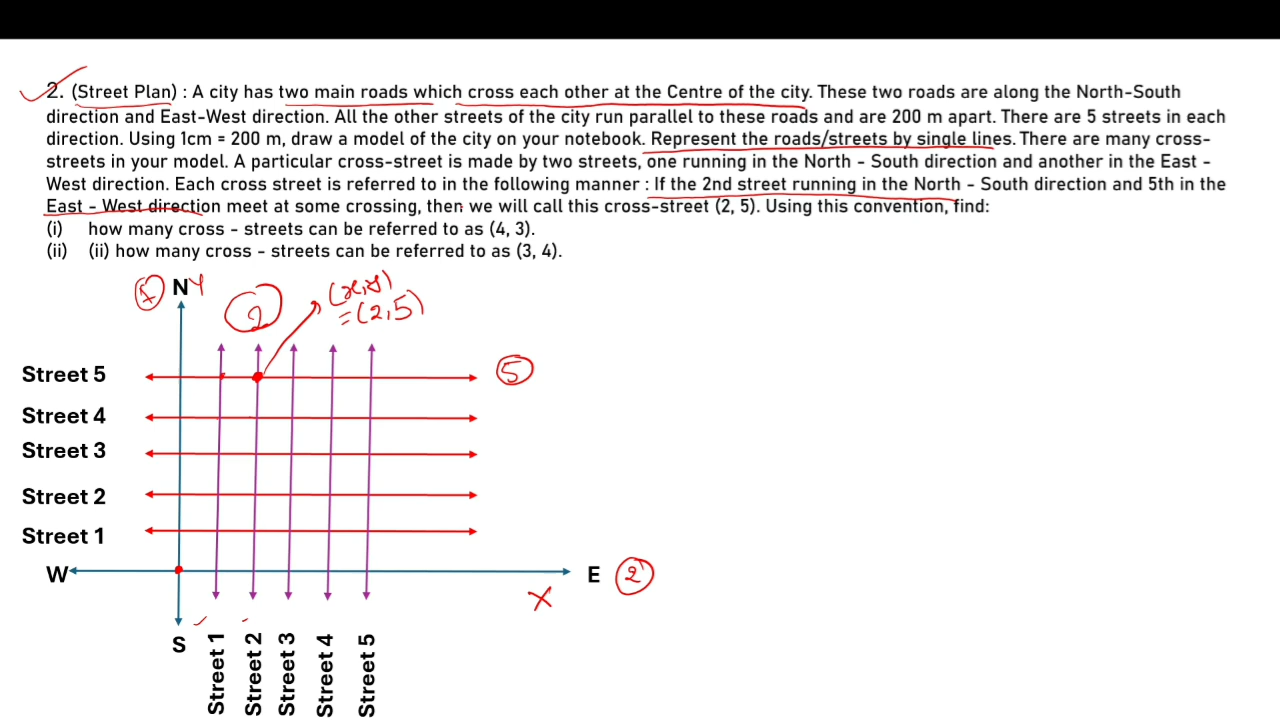 2. (Street Plan) : A city has two main roads which cross each other at the Centre of the city. These two roads are along the North-South
direction and East-West direction. All the other streets of the city run parallel to these roads and are 200 m apart. There are 5 streets in each
direction. Using 1cm = 200 m, draw a model of the city on your notebook. Represent the roads/streets by single lines. There are many cross-
streets in your model. A particular cross-street is made by two streets, one running in the North - South direction and another in the East -
West direction. Each cross street is referred to in the following manner : If the 2nd street running in the North - South direction and 5th in the
East - West direction meet at some crossing, then we will call this cross-street (2, 5). Using this convention, find:
(i) how many cross - streets can be referred to as (4, 3).
(ii) (ii) how many cross - streets can be referred to as (3, 4).
1 N Y
2
(x,y)
=(2,5)
Street 5
5
Street 4
Street 3
Street 2
Street 1
W
E
2
X
S
Street 1
Street 2
Street 3
Street 4
Street 5